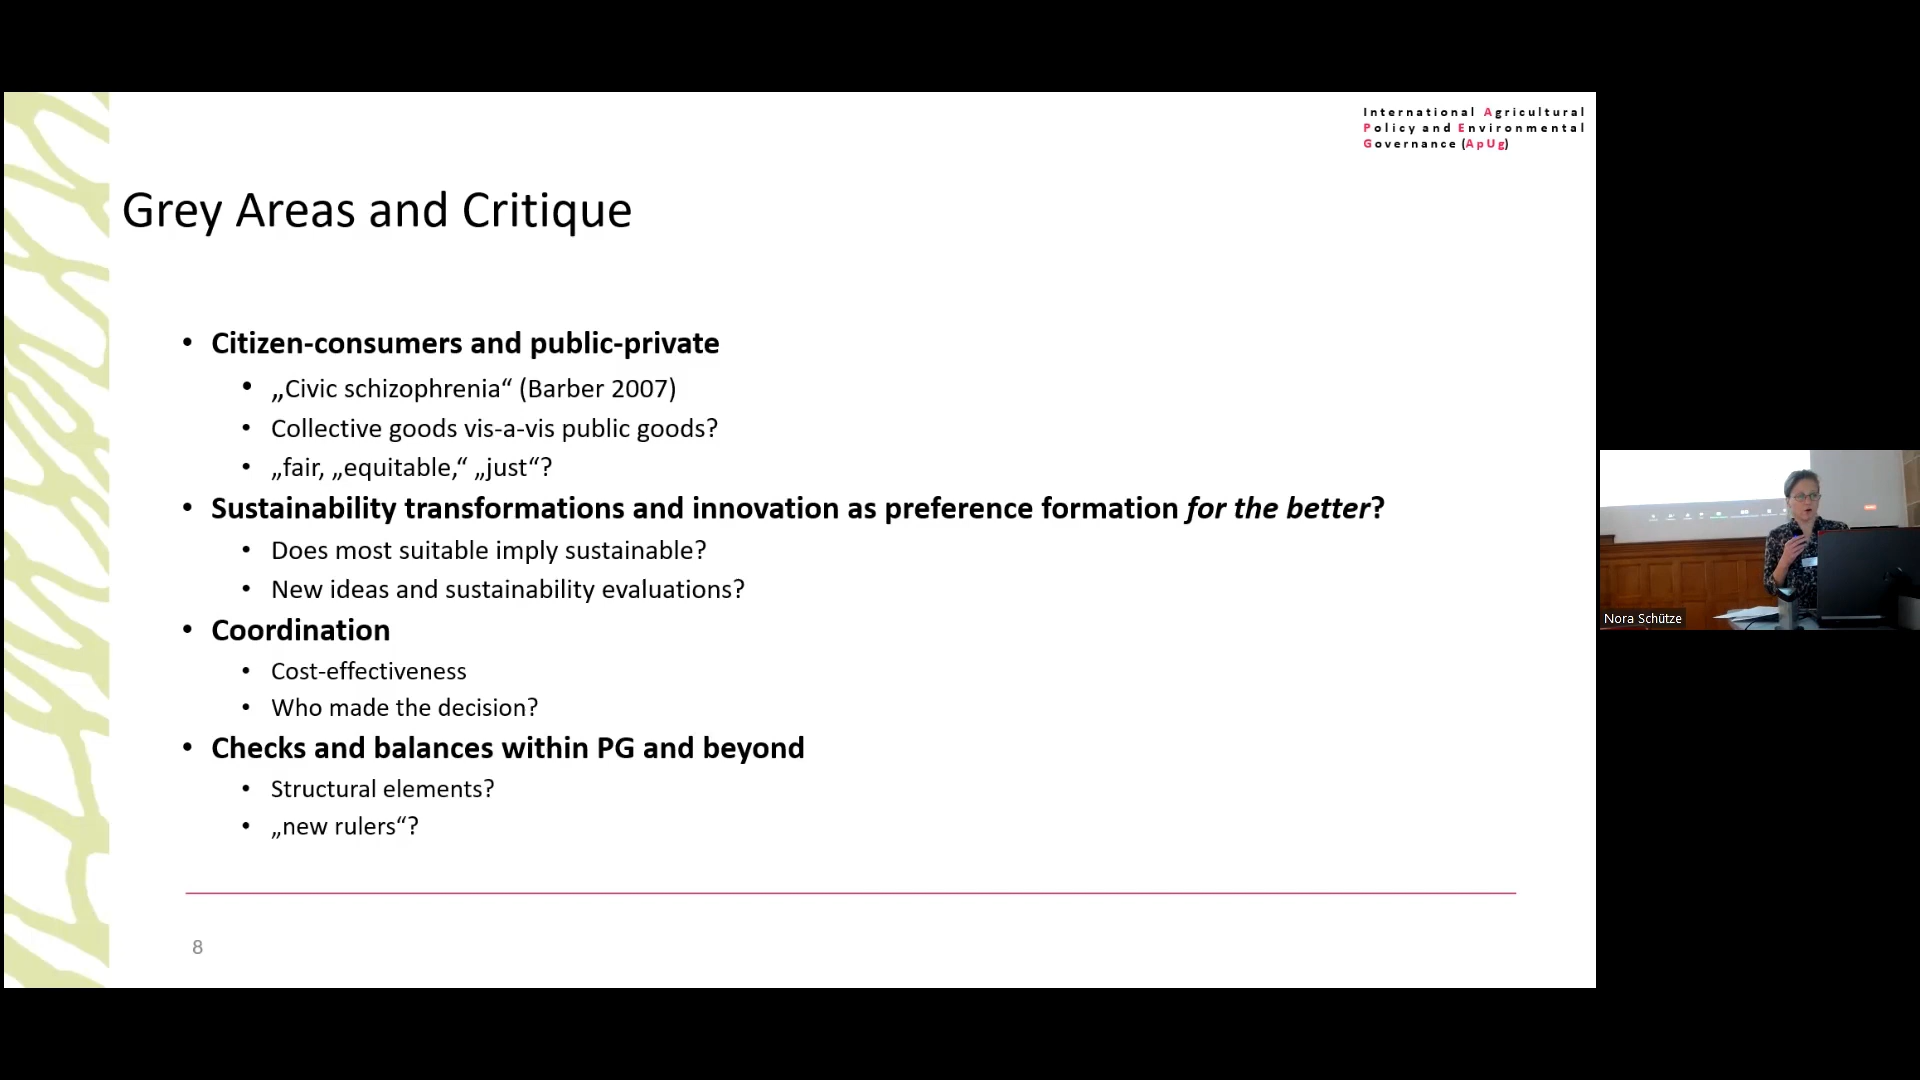 International Agricultural
Policy and Environmental
Governance (ApUg)
Grey Areas and Critique
• Citizen-consumers and public-private
• „Civic schizophrenia“ (Barber 2007)
• Collective goods vis-a-vis public goods?
• „fair, „equitable,“ „just“?
• Sustainability transformations and innovation as preference formation for the better?
• Does most suitable imply sustainable?
• New ideas and sustainability evaluations?
• Coordination
• Cost-effectiveness
• Who made the decision?
• Checks and balances within PG and beyond
• Structural elements?
• „new rulers“?
8
Nora Schütze